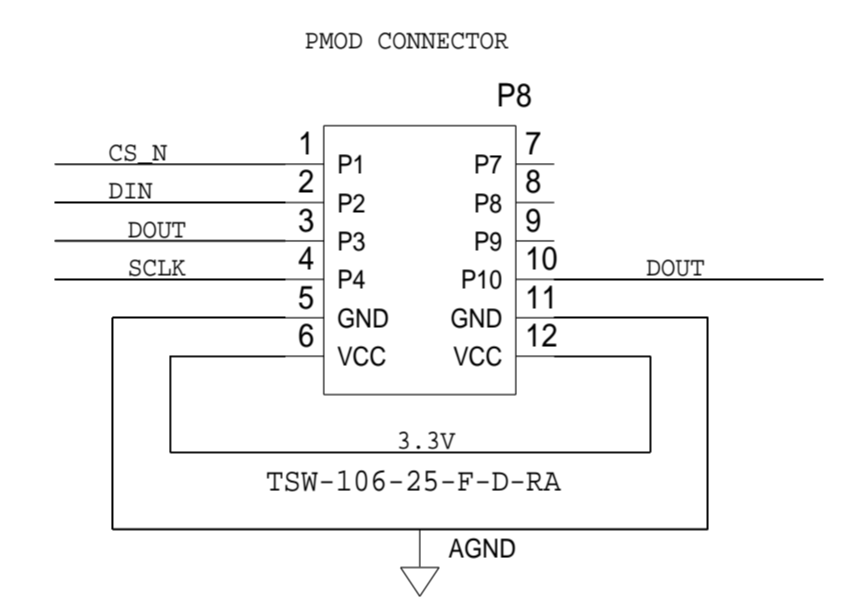 PMOD CONNECTOR
P8
1 7
CS_N P1 P7
2 8
DIN P2 P8
3 9
DOUT P3 P9
4 10
SCLK P4 P10 DOUT
5 11
GND GND
6 12
VCC VCC
3.3V
TSW-106-25-F-D-RA
AGND